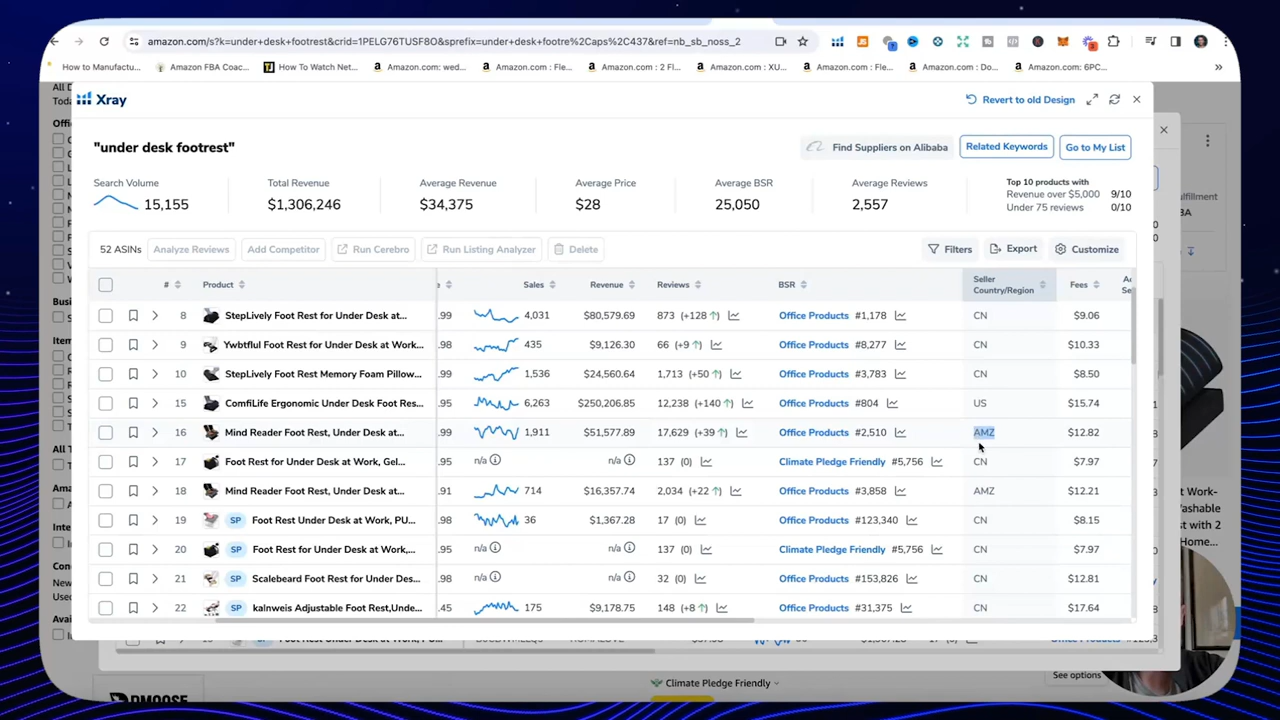 amazon.com/s?k=under+desk+footrest&crid=1PELG76TUSF8O&sprefix=under+desk+footre%2Caps%2C437&ref=nb_sb_noss_2
How to Manufactu... Amazon FBA Coac... How To Watch Net... Amazon.com: wed... Amazon.com : Fle... Amazon.com : 2 Fl... Amazon.com : XU... Amazon.com : Fle... Amazon.com : Do... Amazon.com: 6PC... »
Xray
Revert to old Design
"under desk footrest"
Find Suppliers on Alibaba
Related Keywords
Go to My List
Search Volume
15,155
Total Revenue
$1,306,246
Average Revenue
$34,375
Average Price
$28
Average BSR
25,050
Average Reviews
2,557
Top 10 products with
Revenue over $5,000 9/10
Under 75 reviews 0/10
52 ASINs Analyze Reviews Add Competitor Run Cerebro Run Listing Analyzer Delete Filters Export Customize
# Product Sales Revenue Reviews BSR Seller Country/Region Fees
8 StepLively Foot Rest for Under Desk at... .99 4,031 $80,579.69 873 (+128 ↑) Office Products #1,178 CN $9.06
9 Ywbtful Foot Rest for Under Desk at Work... .99 435 $9,126.30 66 (+9 ↑) Office Products #8,277 CN $10.33
10 StepLively Foot Rest Memory Foam Pillow... .99 1,536 $24,560.64 1,713 (+50 ↑) Office Products #3,783 CN $8.50
15 ComfiLife Ergonomic Under Desk Foot Res... .95 6,263 $250,206.85 12,238 (+140 ↑) Office Products #804 US $15.74
16 Mind Reader Foot Rest, Under Desk at... .99 1,911 $51,577.89 17,629 (+39 ↑) Office Products #2,510 AMZ $12.82
17 Foot Rest for Under Desk at Work, Gel... .95 n/a n/a 137 (0) Climate Pledge Friendly #5,756 CN $7.97
18 Mind Reader Foot Rest, Under Desk at... .91 714 $16,357.74 2,034 (+22 ↑) Office Products #3,858 AMZ $12.21
19 SP Foot Rest Under Desk at Work, PU... .98 36 $1,367.28 17 (0) Office Products #123,340 CN $8.15
20 SP Foot Rest for Under Desk at Work,... .95 n/a n/a 137 (0) Climate Pledge Friendly #5,756 CN $7.97
21 SP Scalebeard Foot Rest for Under Des... .98 n/a n/a 32 (0) Office Products #153,826 CN $12.81
22 SP kalnweis Adjustable Foot Rest,Unde... .45 175 $9,178.75 148 (+8 ↑) Office Products #31,375 CN $17.64
See options
Climate Pledge Friendly
DMOOSE